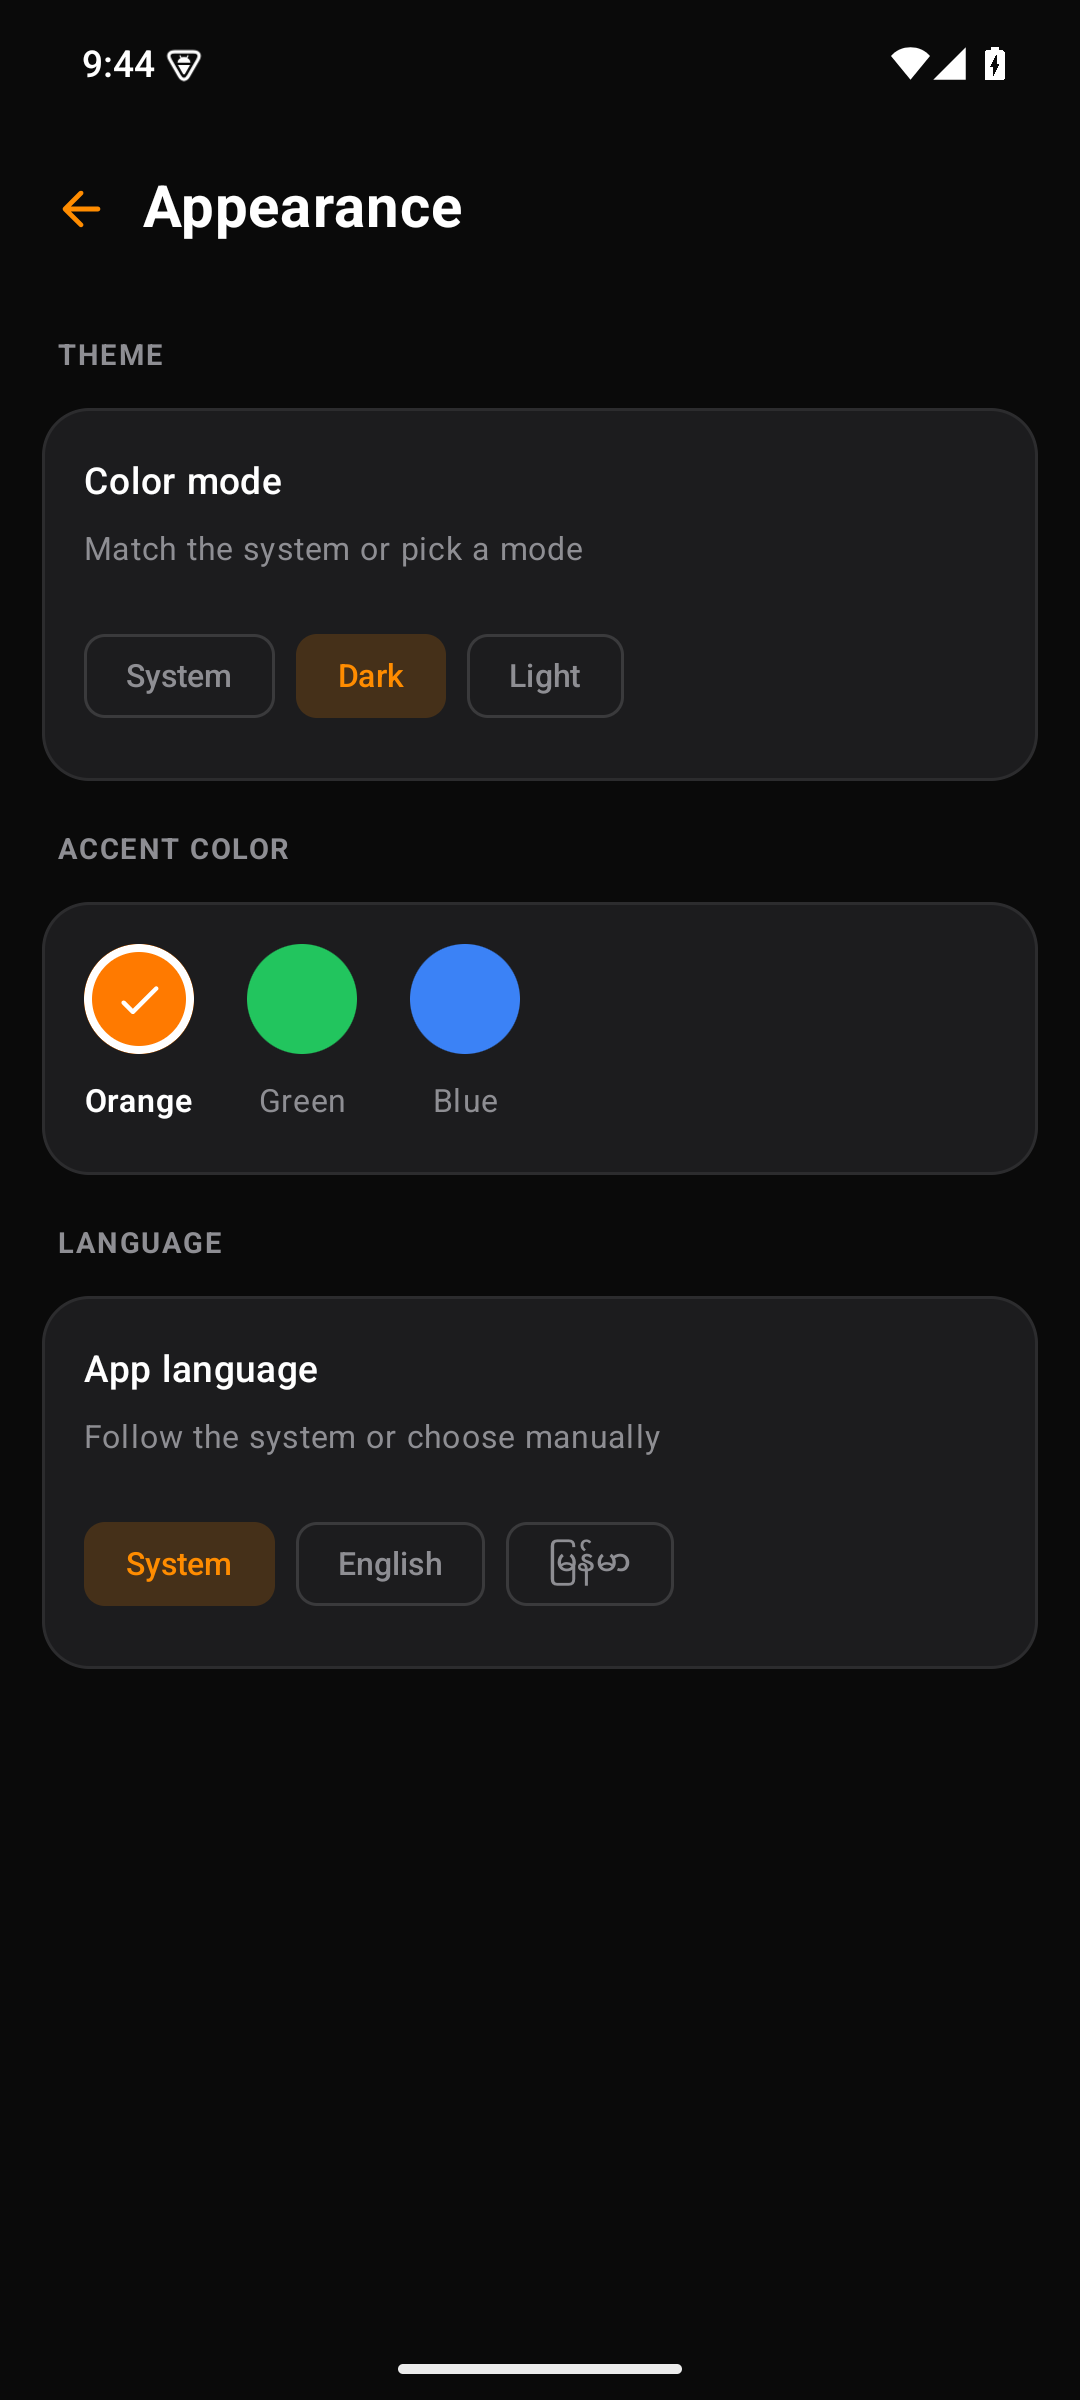 9:44
Appearance
THEME
Color mode
Match the system or pick a mode
System Dark Light
ACCENT COLOR
Orange Green Blue
LANGUAGE
App language
Follow the system or choose manually
System English မြန်မာ